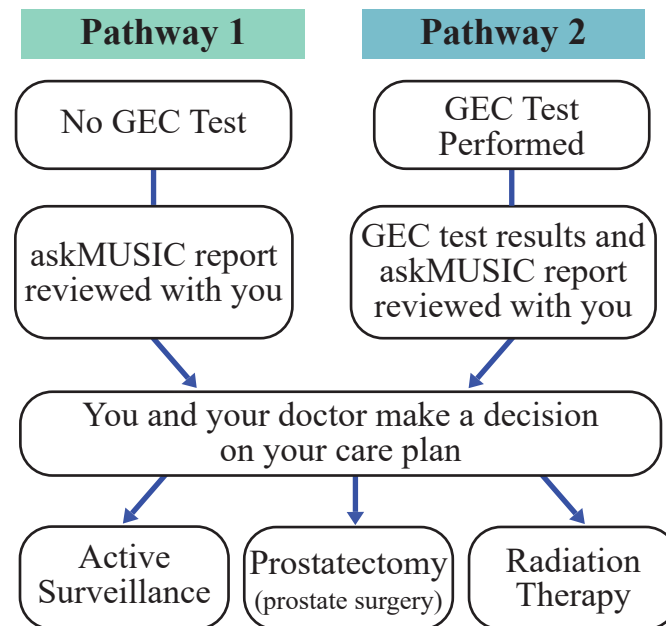 Pathway 1
Pathway 2
No GEC Test
GEC Test
Performed
askMUSIC report
reviewed with you
GEC test results and
askMUSIC report
reviewed with you
You and your doctor make a decision
on your care plan
Active
Surveillance
Prostatectomy
(prostate surgery)
Radiation
Therapy